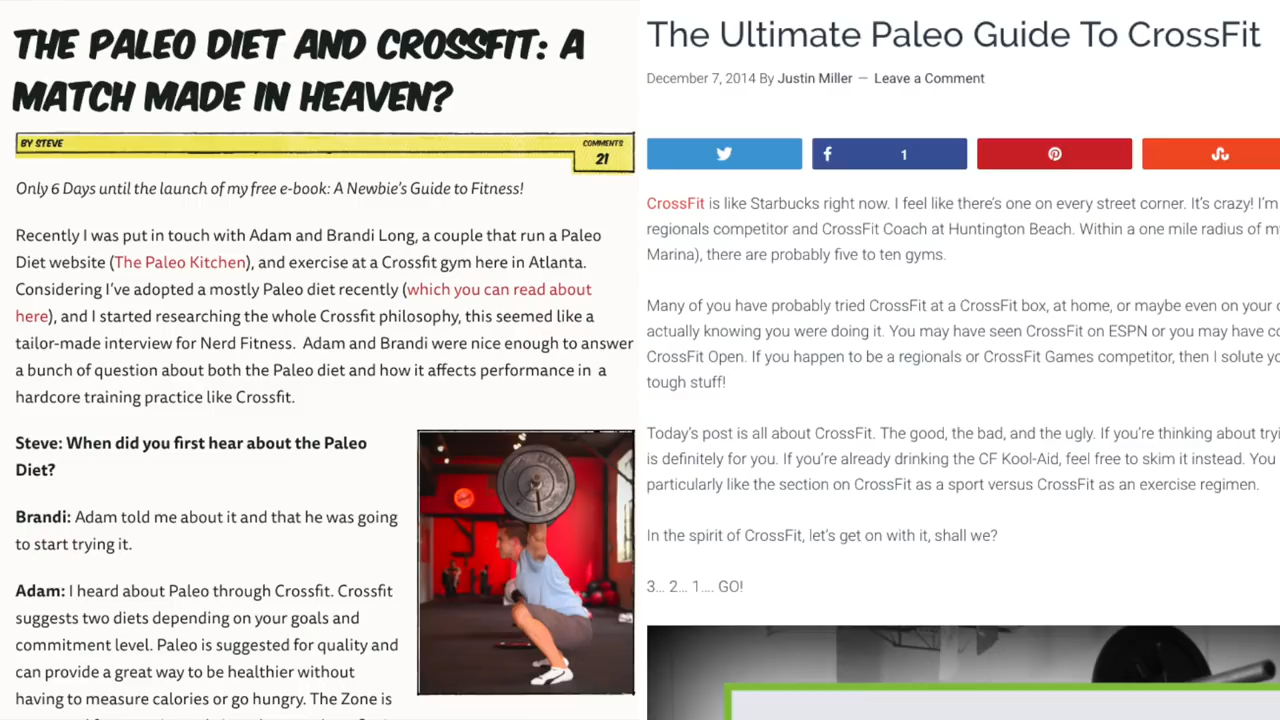 THE PALEO DIET AND CROSSFIT: A
MATCH MADE IN HEAVEN?
BY STEVE
COMMENTS
21
Only 6 Days until the launch of my free e-book: A Newbie's Guide to Fitness!
Recently I was put in touch with Adam and Brandi Long, a couple that run a Paleo
Diet website (The Paleo Kitchen), and exercise at a Crossfit gym here in Atlanta.
Considering I've adopted a mostly Paleo diet recently (which you can read about
here), and I started researching the whole Crossfit philosophy, this seemed like a
tailor-made interview for Nerd Fitness.  Adam and Brandi were nice enough to answer
a bunch of question about both the Paleo diet and how it affects performance in  a
hardcore training practice like Crossfit.
Steve: When did you first hear about the Paleo
Diet?
Brandi: Adam told me about it and that he was going
to start trying it.
Adam: I heard about Paleo through Crossfit. Crossfit
suggests two diets depending on your goals and
commitment level. Paleo is suggested for quality and
can provide a great way to be healthier without
having to measure calories or go hungry. The Zone is
The Ultimate Paleo Guide To CrossFit
December 7, 2014 By Justin Miller — Leave a Comment
1
CrossFit is like Starbucks right now. I feel like there's one on every street corner. It's crazy! I'm
regionals competitor and CrossFit Coach at Huntington Beach. Within a one mile radius of
Marina), there are probably five to ten gyms.
Many of you have probably tried CrossFit at a CrossFit box, at home, or maybe even on your
actually knowing you were doing it. You may have seen CrossFit on ESPN or you may have
CrossFit Open. If you happen to be a regionals or CrossFit Games competitor, then I solute
tough stuff!
Today's post is all about CrossFit. The good, the bad, and the ugly. If you're thinking about
is definitely for you. If you're already drinking the CF Kool-Aid, feel free to skim it instead. You
particularly like the section on CrossFit as a sport versus CrossFit as an exercise regimen.
In the spirit of CrossFit, let's get on with it, shall we?
3… 2… 1…. GO!